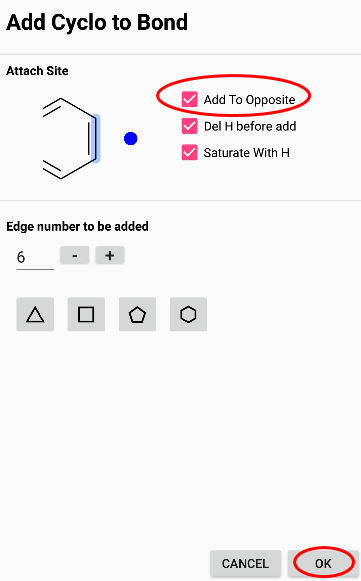 Add Cyclo to Bond
Attach Site
Add To Opposite
Del H before add
Saturate With H
Edge number to be added
6
-
+
CANCEL
OK